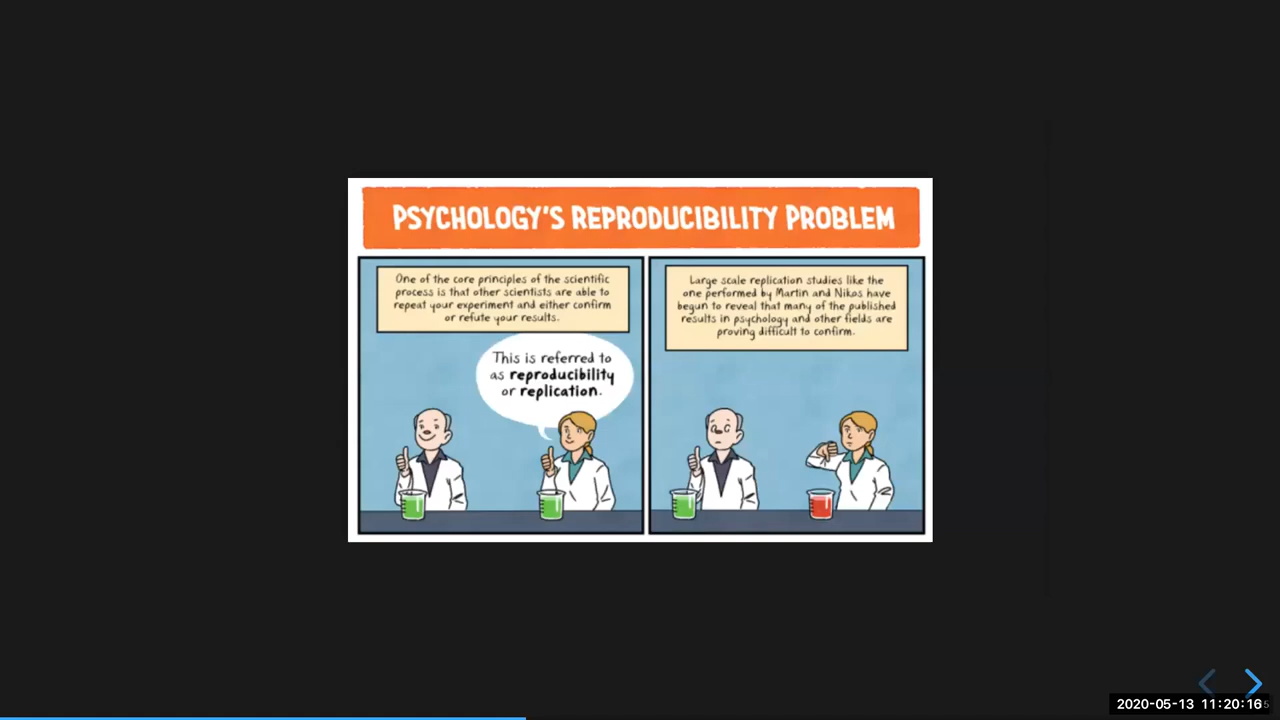 PSYCHOLOGY'S REPRODUCIBILITY PROBLEM
One of the core principles of the scientific
process is that other scientists are able to
repeat your experiment and either confirm
or refute your results.
This is referred to
as reproducibility
or replication.
Large scale replication studies like the
one performed by Martin and Nikos have
begun to reveal that many of the published
results in psychology and other fields are
proving difficult to confirm.
2020-05-13 11:20:16